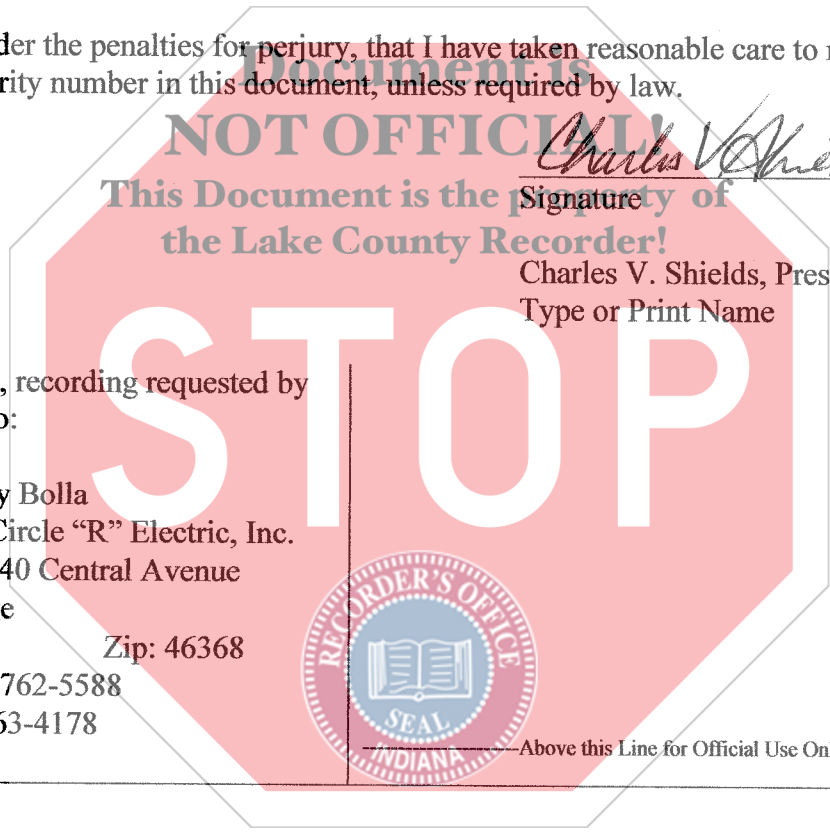 der the penalties for perjury, that I have taken reasonable care to
rity number in this document, unless required by law.
Document is
NOT OFFICIAL!
This Document is the property of
the Lake County Recorder!
Charles V. Shie
Signature
Charles V. Shields, Pres
Type or Print Name
STOP
, recording requested by
o:
y Bolla
Circle “R” Electric, Inc.
40 Central Avenue
e
Zip: 46368
762-5588
63-4178
RECORDER'S OFFICE
SEAL
INDIANA
Above this Line for Official Use On